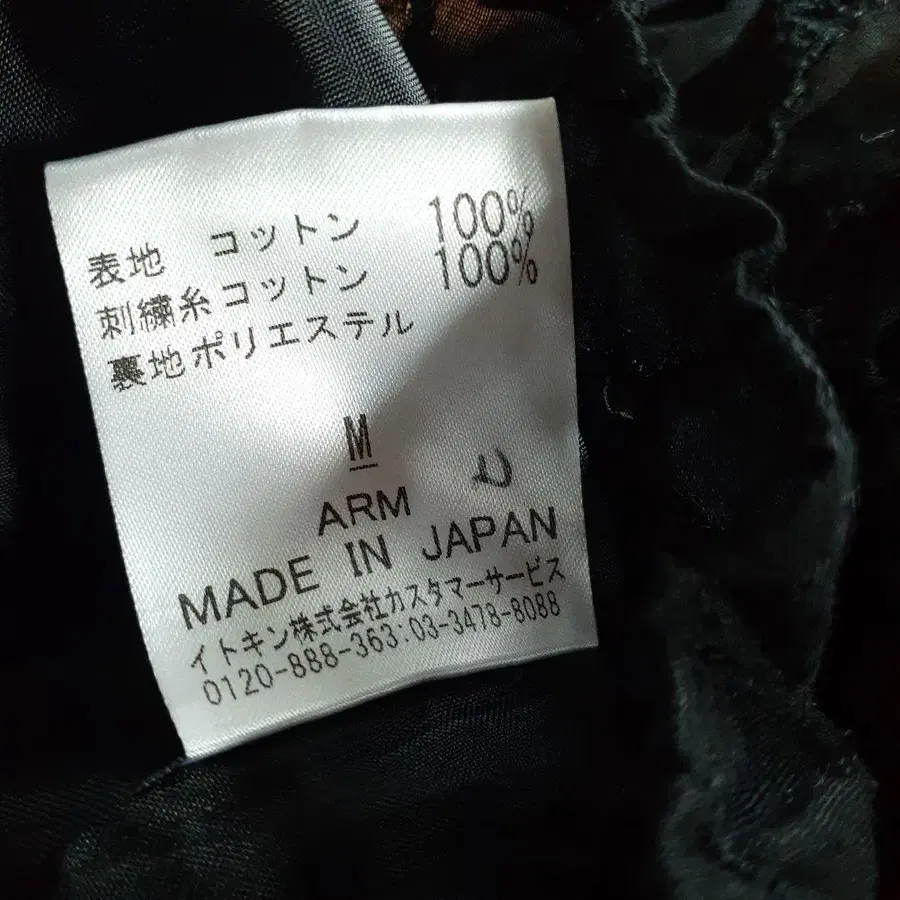 表地 コットン 100%
刺繍糸コットン 100%
裏地ポリエステル
M
ARM
MADE IN JAPAN
イトキン株式会社カスタマーサービス
0120-888-363:03-3478-8088